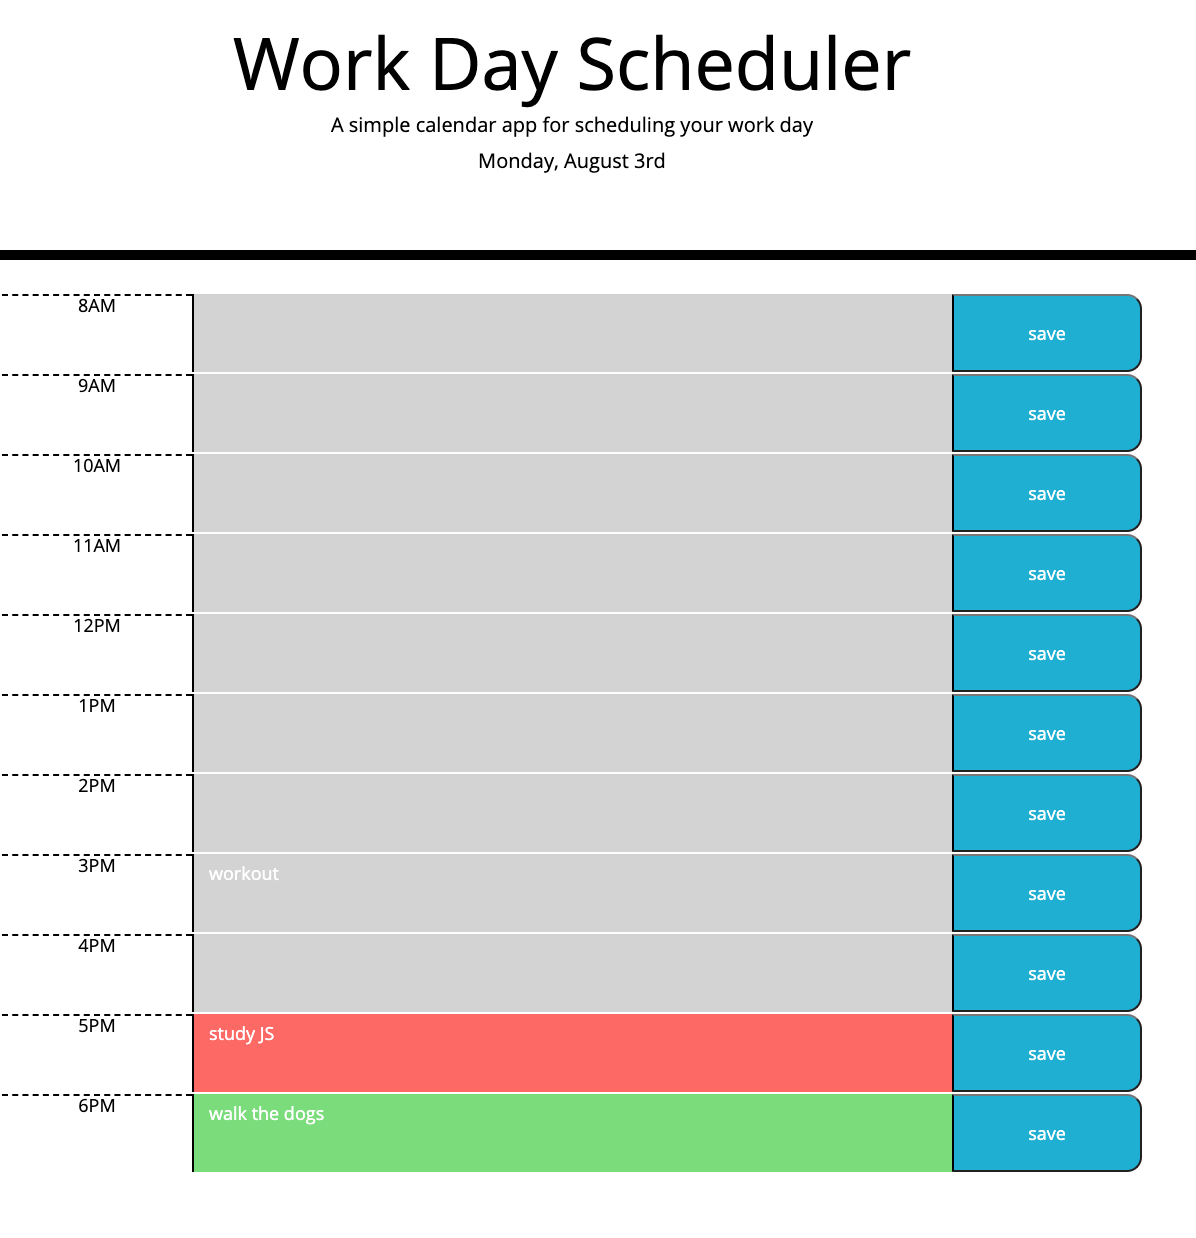 Work Day Scheduler
A simple calendar app for scheduling your work day
Monday, August 3rd
8AM save
9AM save
10AM save
11AM save
12PM save
1PM save
2PM save
3PM workout save
4PM save
5PM study JS save
6PM walk the dogs save